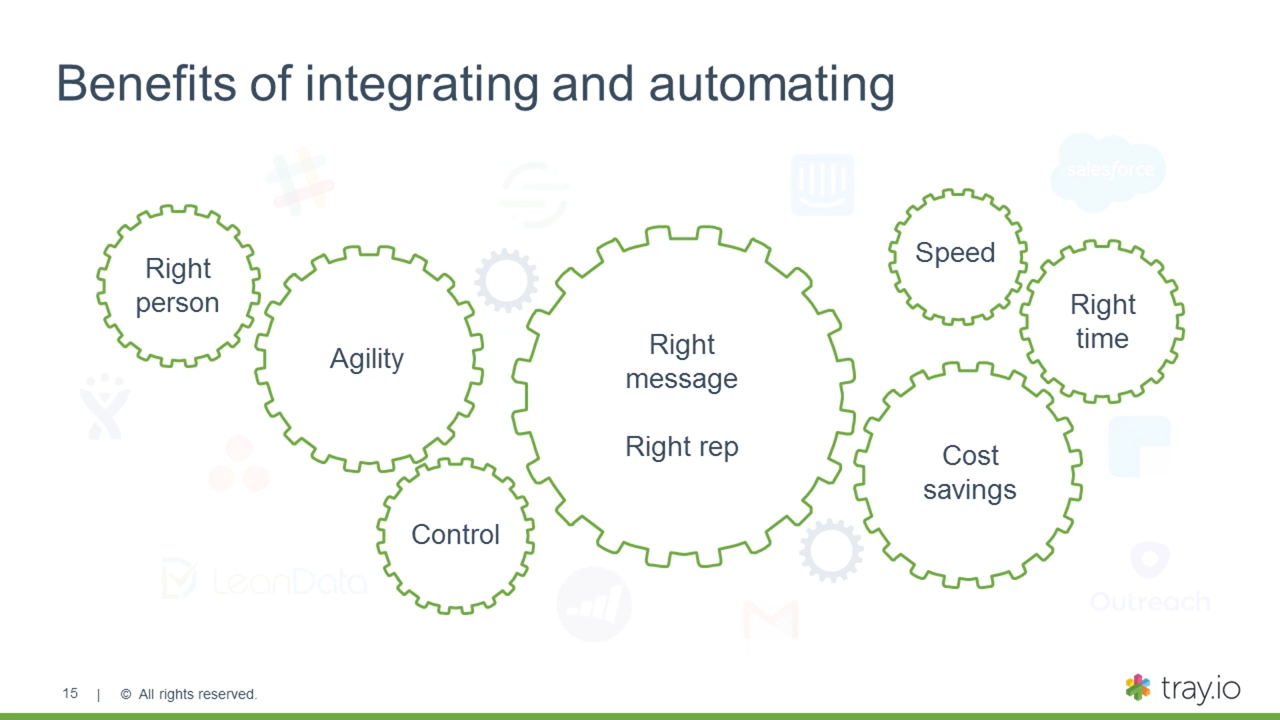 Benefits of integrating and automating
salesforce
Right
person
Agility
Control
Right
message
Right rep
Speed
Right
time
Cost
savings
LeanData
Outreach
15 | © All rights reserved.
tray.io